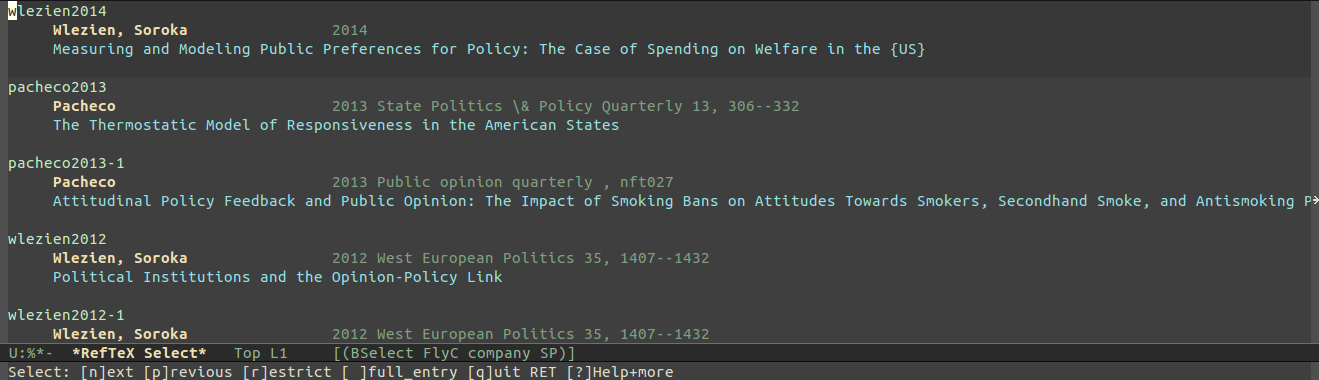 wlezien2014
Wlezien, Soroka 2014
Measuring and Modeling Public Preferences for Policy: The Case of Spending on Welfare in the {US}
pacheco2013
Pacheco 2013 State Politics \& Policy Quarterly 13, 306--332
The Thermostatic Model of Responsiveness in the American States
pacheco2013-1
Pacheco 2013 Public opinion quarterly , nft027
Attitudinal Policy Feedback and Public Opinion: The Impact of Smoking Bans on Attitudes Towards Smokers, Secondhand Smoke, and Antismoking P
wlezien2012
Wlezien, Soroka 2012 West European Politics 35, 1407--1432
Political Institutions and the Opinion-Policy Link
wlezien2012-1
Wlezien, Soroka 2012 West European Politics 35, 1407--1432
U:%*- *RefTeX Select* Top L1 [(BSelect FlyC company SP)]
Select: [n]ext [p]revious [r]estrict [ ]full_entry [q]uit RET [?]Help+more